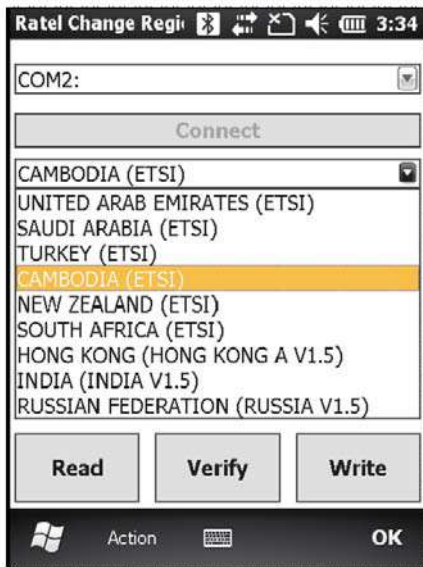 Ratel Change Regi 3:34
COM2:
Connect
CAMBODIA (ETSI)
UNITED ARAB EMIRATES (ETSI)
SAUDI ARABIA (ETSI)
TURKEY (ETSI)
CAMBODIA (ETSI)
NEW ZEALAND (ETSI)
SOUTH AFRICA (ETSI)
HONG KONG (HONG KONG A V1.5)
INDIA (INDIA V1.5)
RUSSIAN FEDERATION (RUSSIA V1.5)
Read Verify Write
Action OK